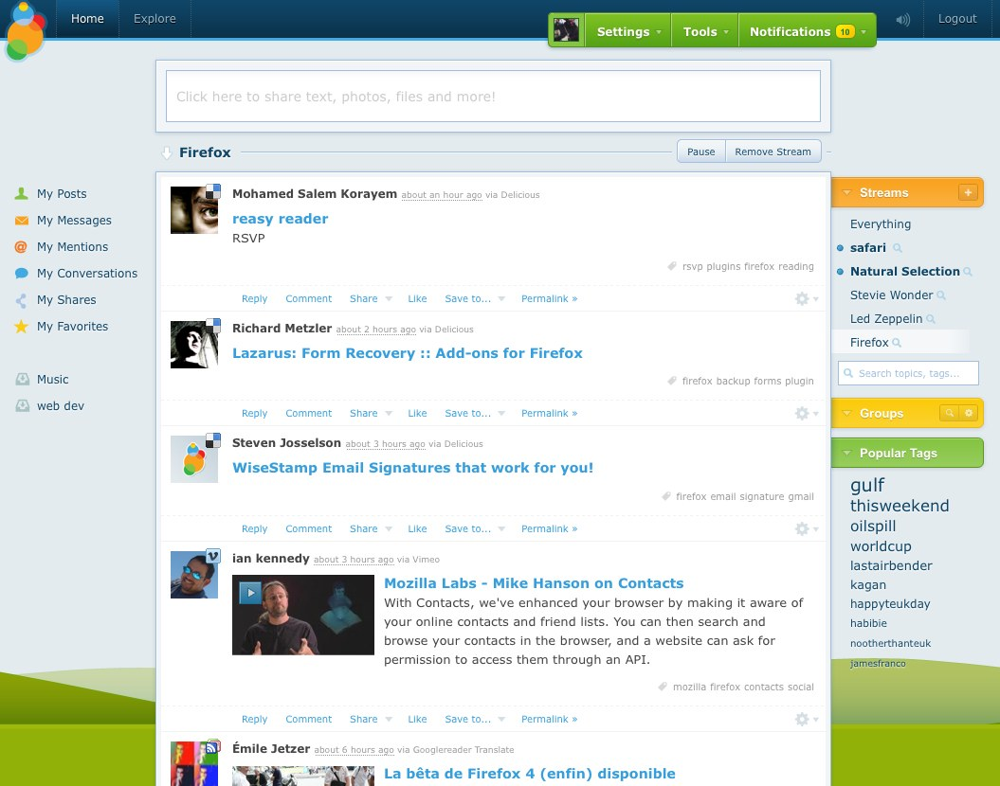 Home
Explore
Settings
Tools
Notifications 10
Logout
Click here to share text, photos, files and more!
Firefox
Pause
Remove Stream
My Posts
My Messages
My Mentions
My Conversations
My Shares
My Favorites
Music
web dev
Mohamed Salem Korayem about an hour ago via Delicious
reasy reader
RSVP
rsvp plugins firefox reading
Reply Comment Share Like Save to... Permalink »
Richard Metzler about 2 hours ago via Delicious
Lazarus: Form Recovery :: Add-ons for Firefox
firefox backup forms plugin
Reply Comment Share Like Save to... Permalink »
Steven Josselson about 3 hours ago via Delicious
WiseStamp Email Signatures that work for you!
firefox email signature gmail
Reply Comment Share Like Save to... Permalink »
ian kennedy about 3 hours ago via Vimeo
Mozilla Labs - Mike Hanson on Contacts
With Contacts, we've enhanced your browser by making it aware of
your online contacts and friend lists. You can then search and
browse your contacts in the browser, and a website can ask for
permission to access them through an API.
mozilla firefox contacts social
Reply Comment Share Like Save to... Permalink »
Émile Jetzer about 6 hours ago via Googlereader Translate
La bêta de Firefox 4 (enfin) disponible
Streams +
Everything
safari
Natural Selection
Stevie Wonder
Led Zeppelin
Firefox
Search topics, tags...
Groups
Popular Tags
gulf
thisweekend
oilspill
worldcup
lastairbender
kagan
happyteukday
habibie
nootherthanteuk
jamesfranco